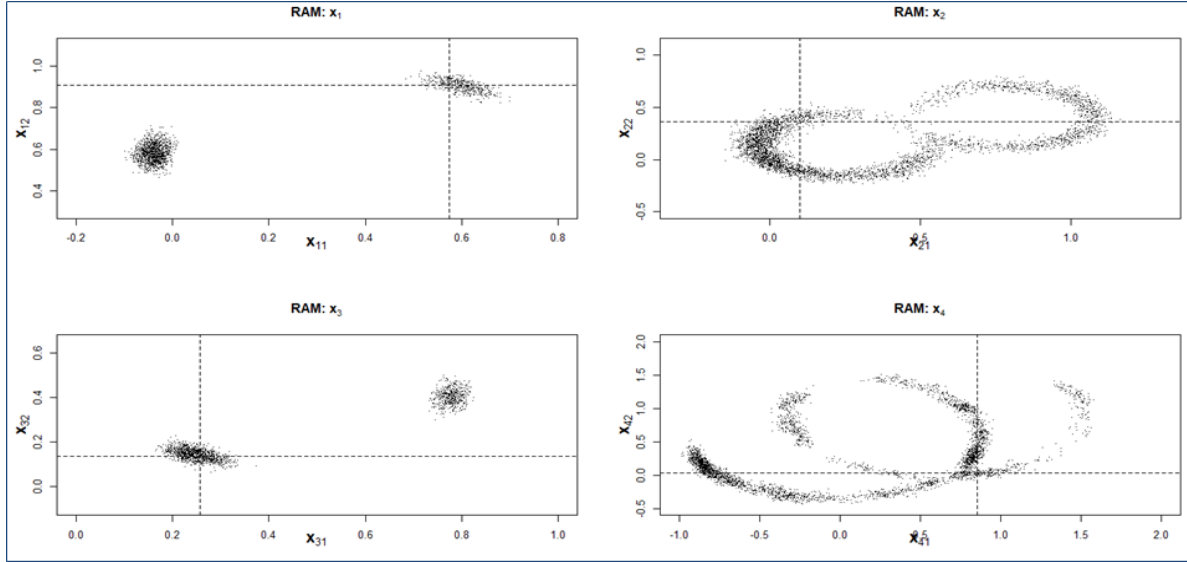 RAM: x₁
x₁₂
0.4 0.6 0.8 1.0
-0.2 0.0 0.2 0.4 0.6 0.8
x₁₁
RAM: x₂
x₂₂
-0.5 0.0 0.5 1.0
0.0 0.5 1.0
x₂₁
RAM: x₃
x₃₂
0.0 0.2 0.4 0.6
0.0 0.2 0.4 0.6 0.8 1.0
x₃₁
RAM: x₄
x₄₂
-0.5 0.0 0.5 1.0 1.5 2.0
-1.0 -0.5 0.0 0.5 1.0 1.5 2.0
x₄₁